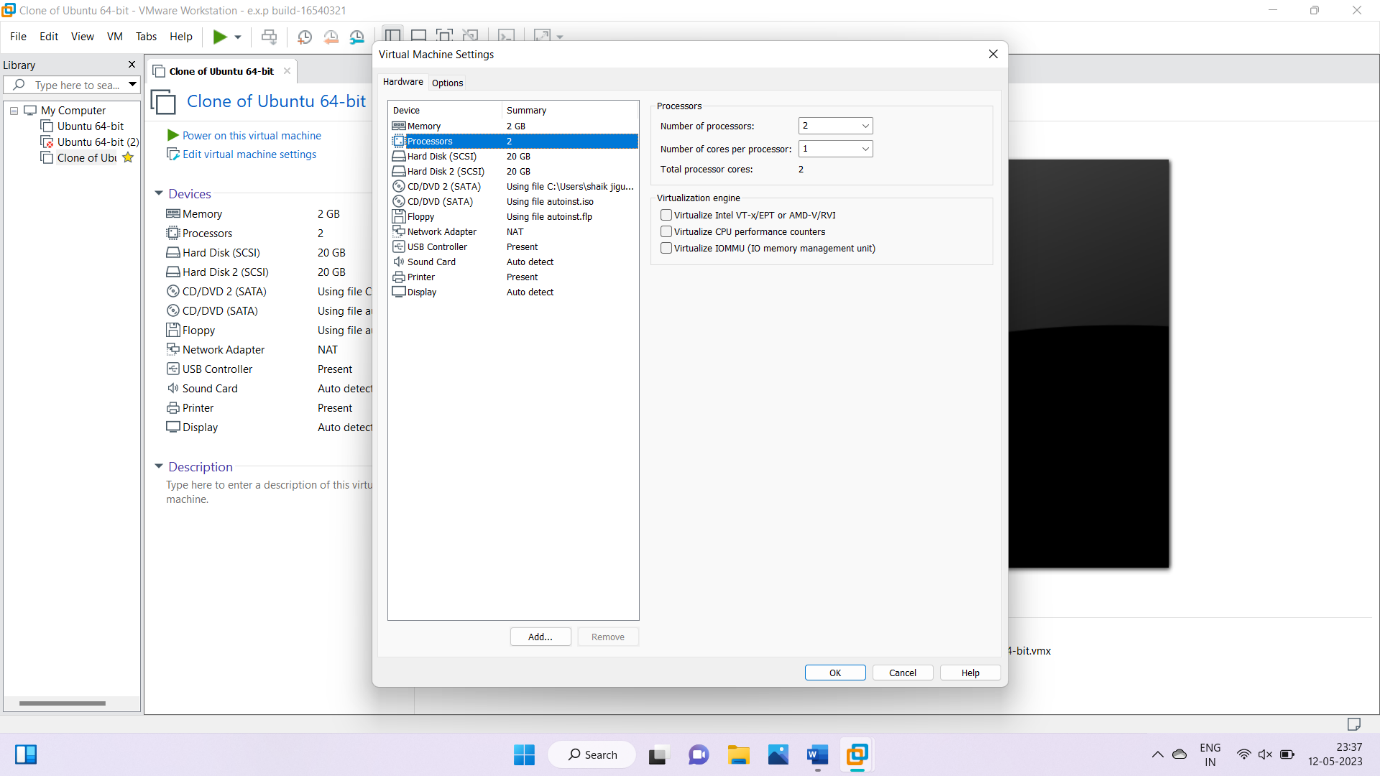 Clone of Ubuntu 64-bit - VMware Workstation - e.x.p build-16540321
File Edit View VM Tabs Help
Library
Type here to sea...
My Computer
Ubuntu 64-bit
Ubuntu 64-bit (2)
Clone of Ubu
Clone of Ubuntu 64-bit
Clone of Ubuntu 64-bit
Power on this virtual machine
Edit virtual machine settings
Devices
Memory 2 GB
Processors 2
Hard Disk (SCSI) 20 GB
Hard Disk 2 (SCSI) 20 GB
CD/DVD 2 (SATA) Using file C
CD/DVD (SATA) Using file a
Floppy Using file a
Network Adapter NAT
USB Controller Present
Sound Card Auto detect
Printer Present
Display Auto detect
Description
Type here to enter a description of this virtu
machine.
Virtual Machine Settings
Hardware Options
Device Summary
Memory 2 GB
Processors 2
Hard Disk (SCSI) 20 GB
Hard Disk 2 (SCSI) 20 GB
CD/DVD 2 (SATA) Using file C:\Users\shaik jigu...
CD/DVD (SATA) Using file autoinst.iso
Floppy Using file autoinst.flp
Network Adapter NAT
USB Controller Present
Sound Card Auto detect
Printer Present
Display Auto detect
Add... Remove
Processors
Number of processors: 2
Number of cores per processor: 1
Total processor cores: 2
Virtualization engine
Virtualize Intel VT-x/EPT or AMD-V/RVI
Virtualize CPU performance counters
Virtualize IOMMU (IO memory management unit)
OK Cancel Help
4-bit.vmx
Search
ENG
IN
23:37
12-05-2023